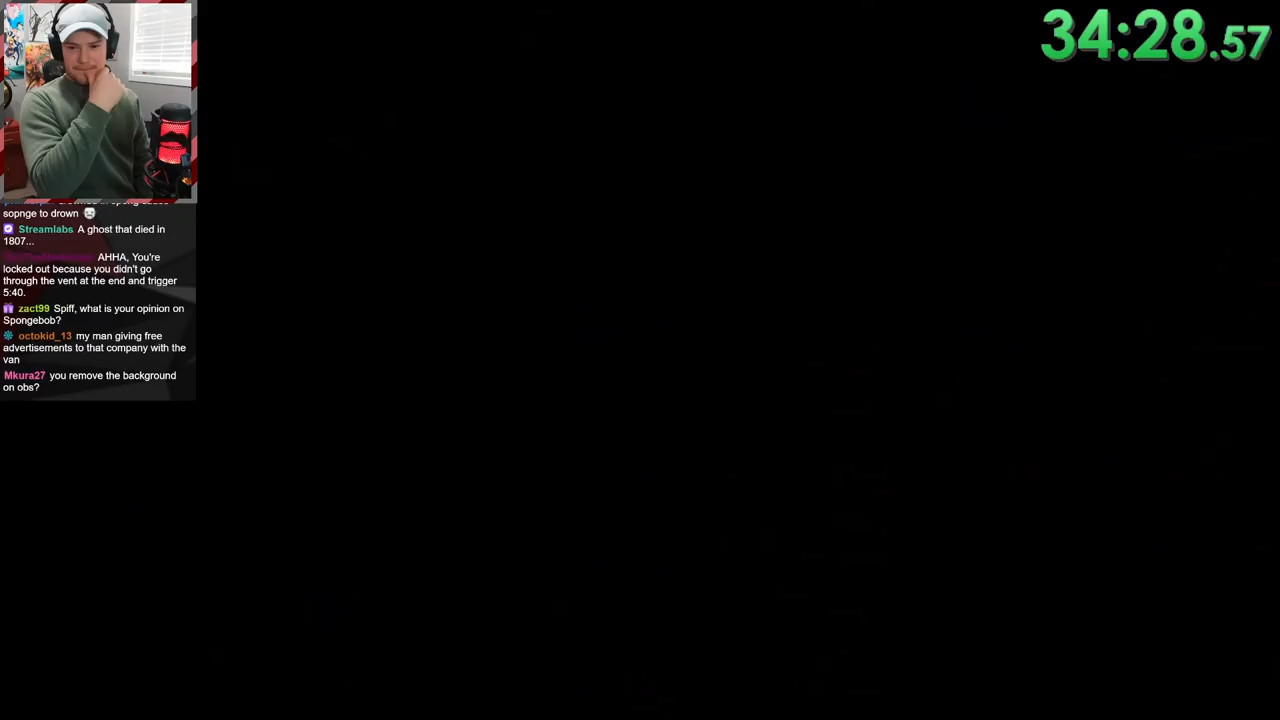 34:28.57
sopnge to drown
Streamlabs A ghost that died in
1807...
AHHA, You're
locked out because you didn't go
through the vent at the end and trigger
5:40.
zact99 Spiff, what is your opinion on
Spongebob?
octokid_13 my man giving free
advertisements to that company with the
van
Mkura27 you remove the background
on obs?